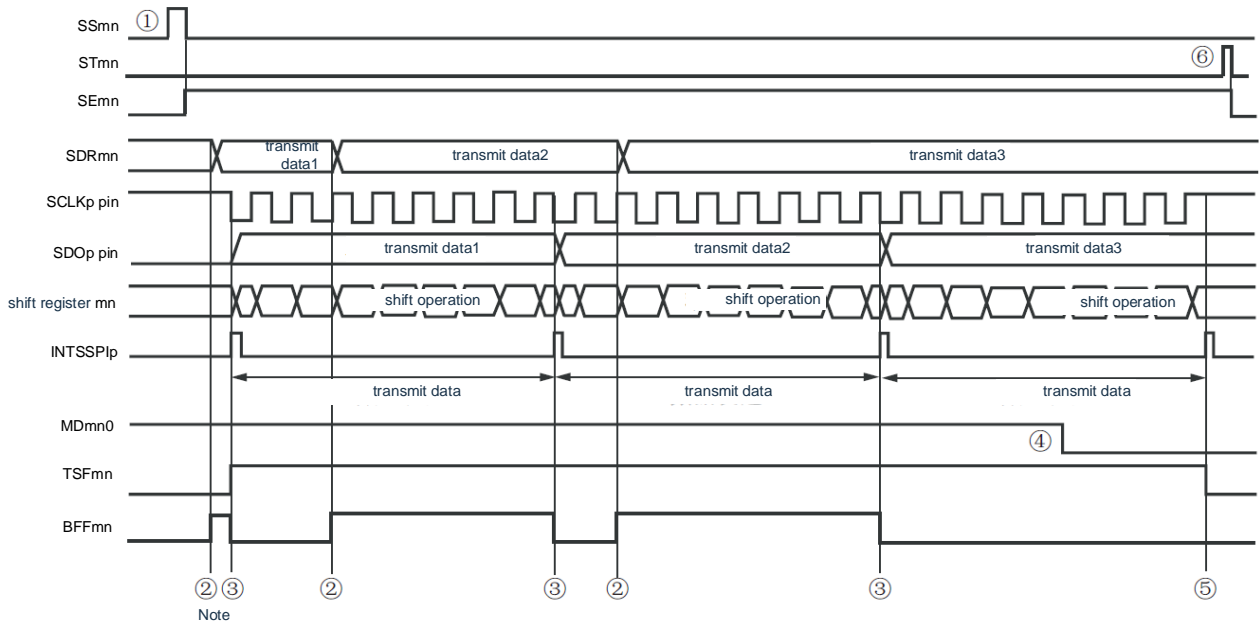 SSmn ①
STmn ⑥
SEmn
SDRmn transmit data1 transmit data2 transmit data3
SCLKp pin
SDOp pin transmit data1 transmit data2 transmit data3
shift register mn shift operation shift operation shift operation
INTSSPIp
transmit data transmit data transmit data
MDmn0 ④
TSFmn
BFFmn
② ③ ② ③ ② ③ ⑤
Note